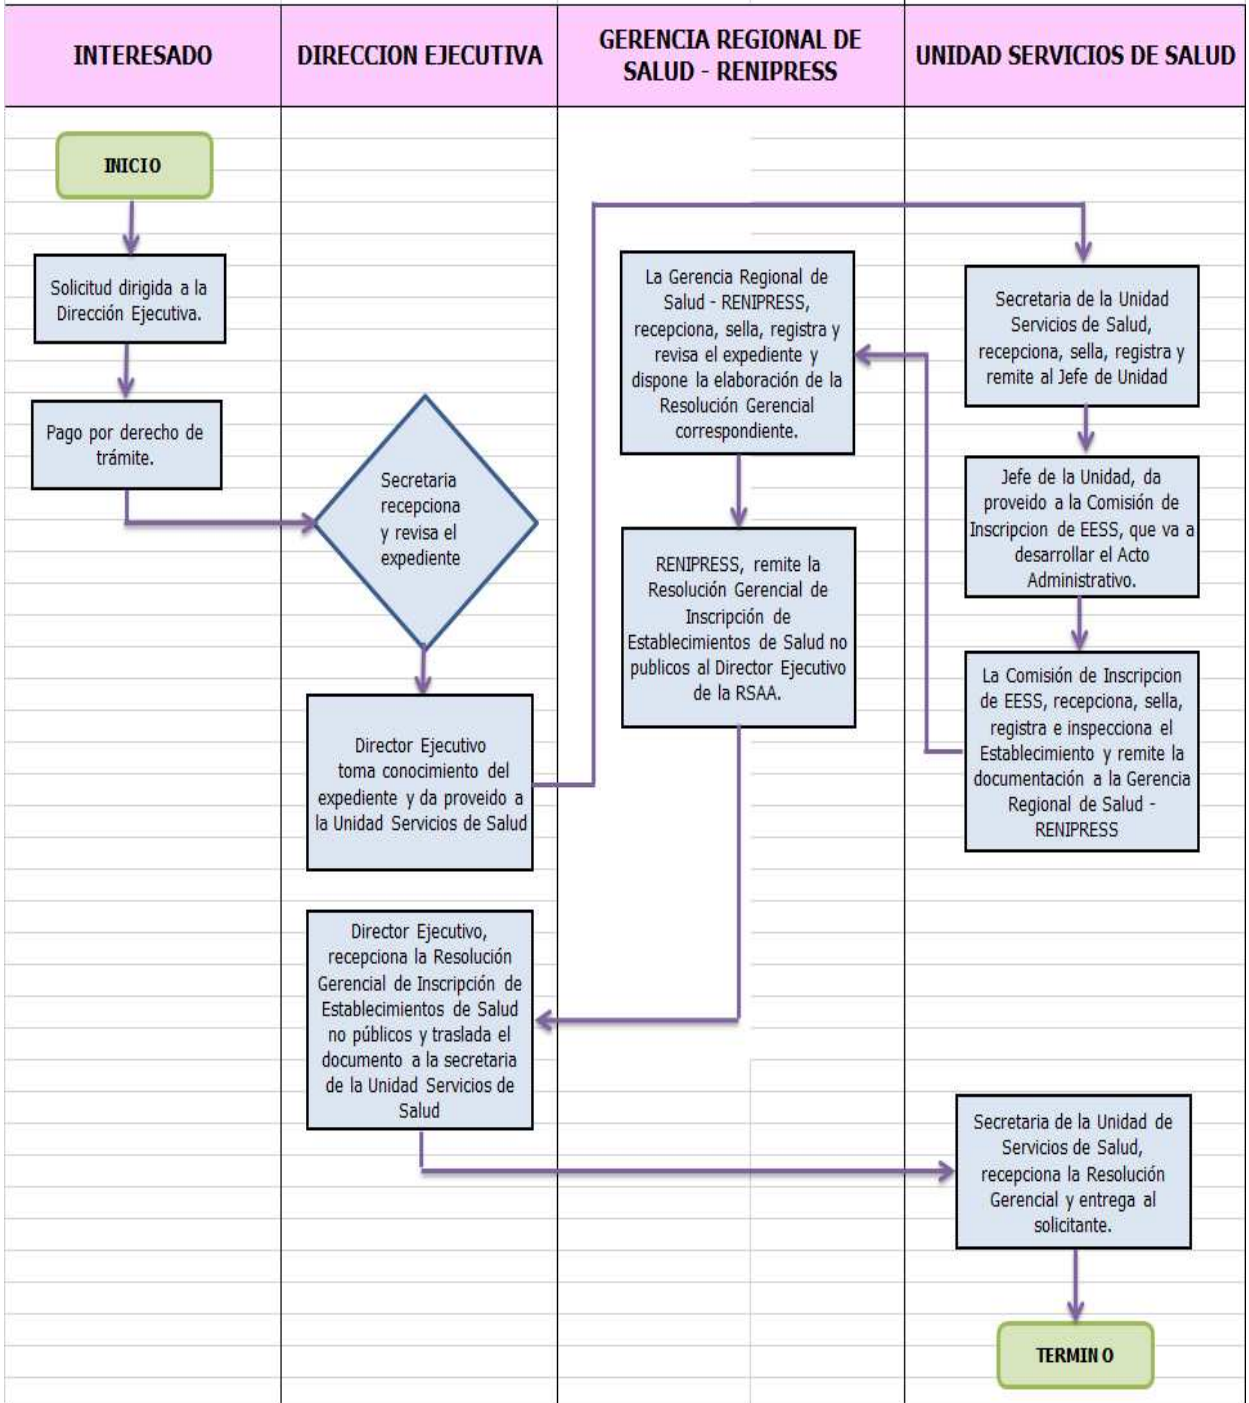 INTERESADO
DIRECCION EJECUTIVA
GERENCIA REGIONAL DE
SALUD - RENIPRESS
UNIDAD SERVICIOS DE SALUD
INICIO
Solicitud dirigida a la
Dirección Ejecutiva.
Pago por derecho de
trámite.
Secretaria
recepciona
y revisa el
expediente
Director Ejecutivo
toma conocimiento del
expediente y da proveido a
la Unidad Servicios de Salud
Secretaria de la Unidad
Servicios de Salud,
recepciona, sella, registra y
remite al Jefe de Unidad
Jefe de la Unidad, da
proveido a la Comisión de
Inscripcion de EESS, que va a
desarrollar el Acto
Administrativo.
La Comisión de Inscripcion
de EESS, recepciona, sella,
registra e inspecciona el
Establecimiento y remite la
documentación a la Gerencia
Regional de Salud -
RENIPRESS
La Gerencia Regional de
Salud - RENIPRESS,
recepciona, sella, registra y
revisa el expediente y
dispone la elaboración de la
Resolución Gerencial
correspondiente.
RENIPRESS, remite la
Resolución Gerencial de
Inscripción de
Establecimientos de Salud no
publicos al Director Ejecutivo
de la RSAA.
Director Ejecutivo,
recepciona la Resolución
Gerencial de Inscripción de
Establecimientos de Salud
no públicos y traslada el
documento a la secretaria
de la Unidad Servicios de
Salud
Secretaria de la Unidad de
Servicios de Salud,
recepciona la Resolución
Gerencial y entrega al
solicitante.
TERMINO